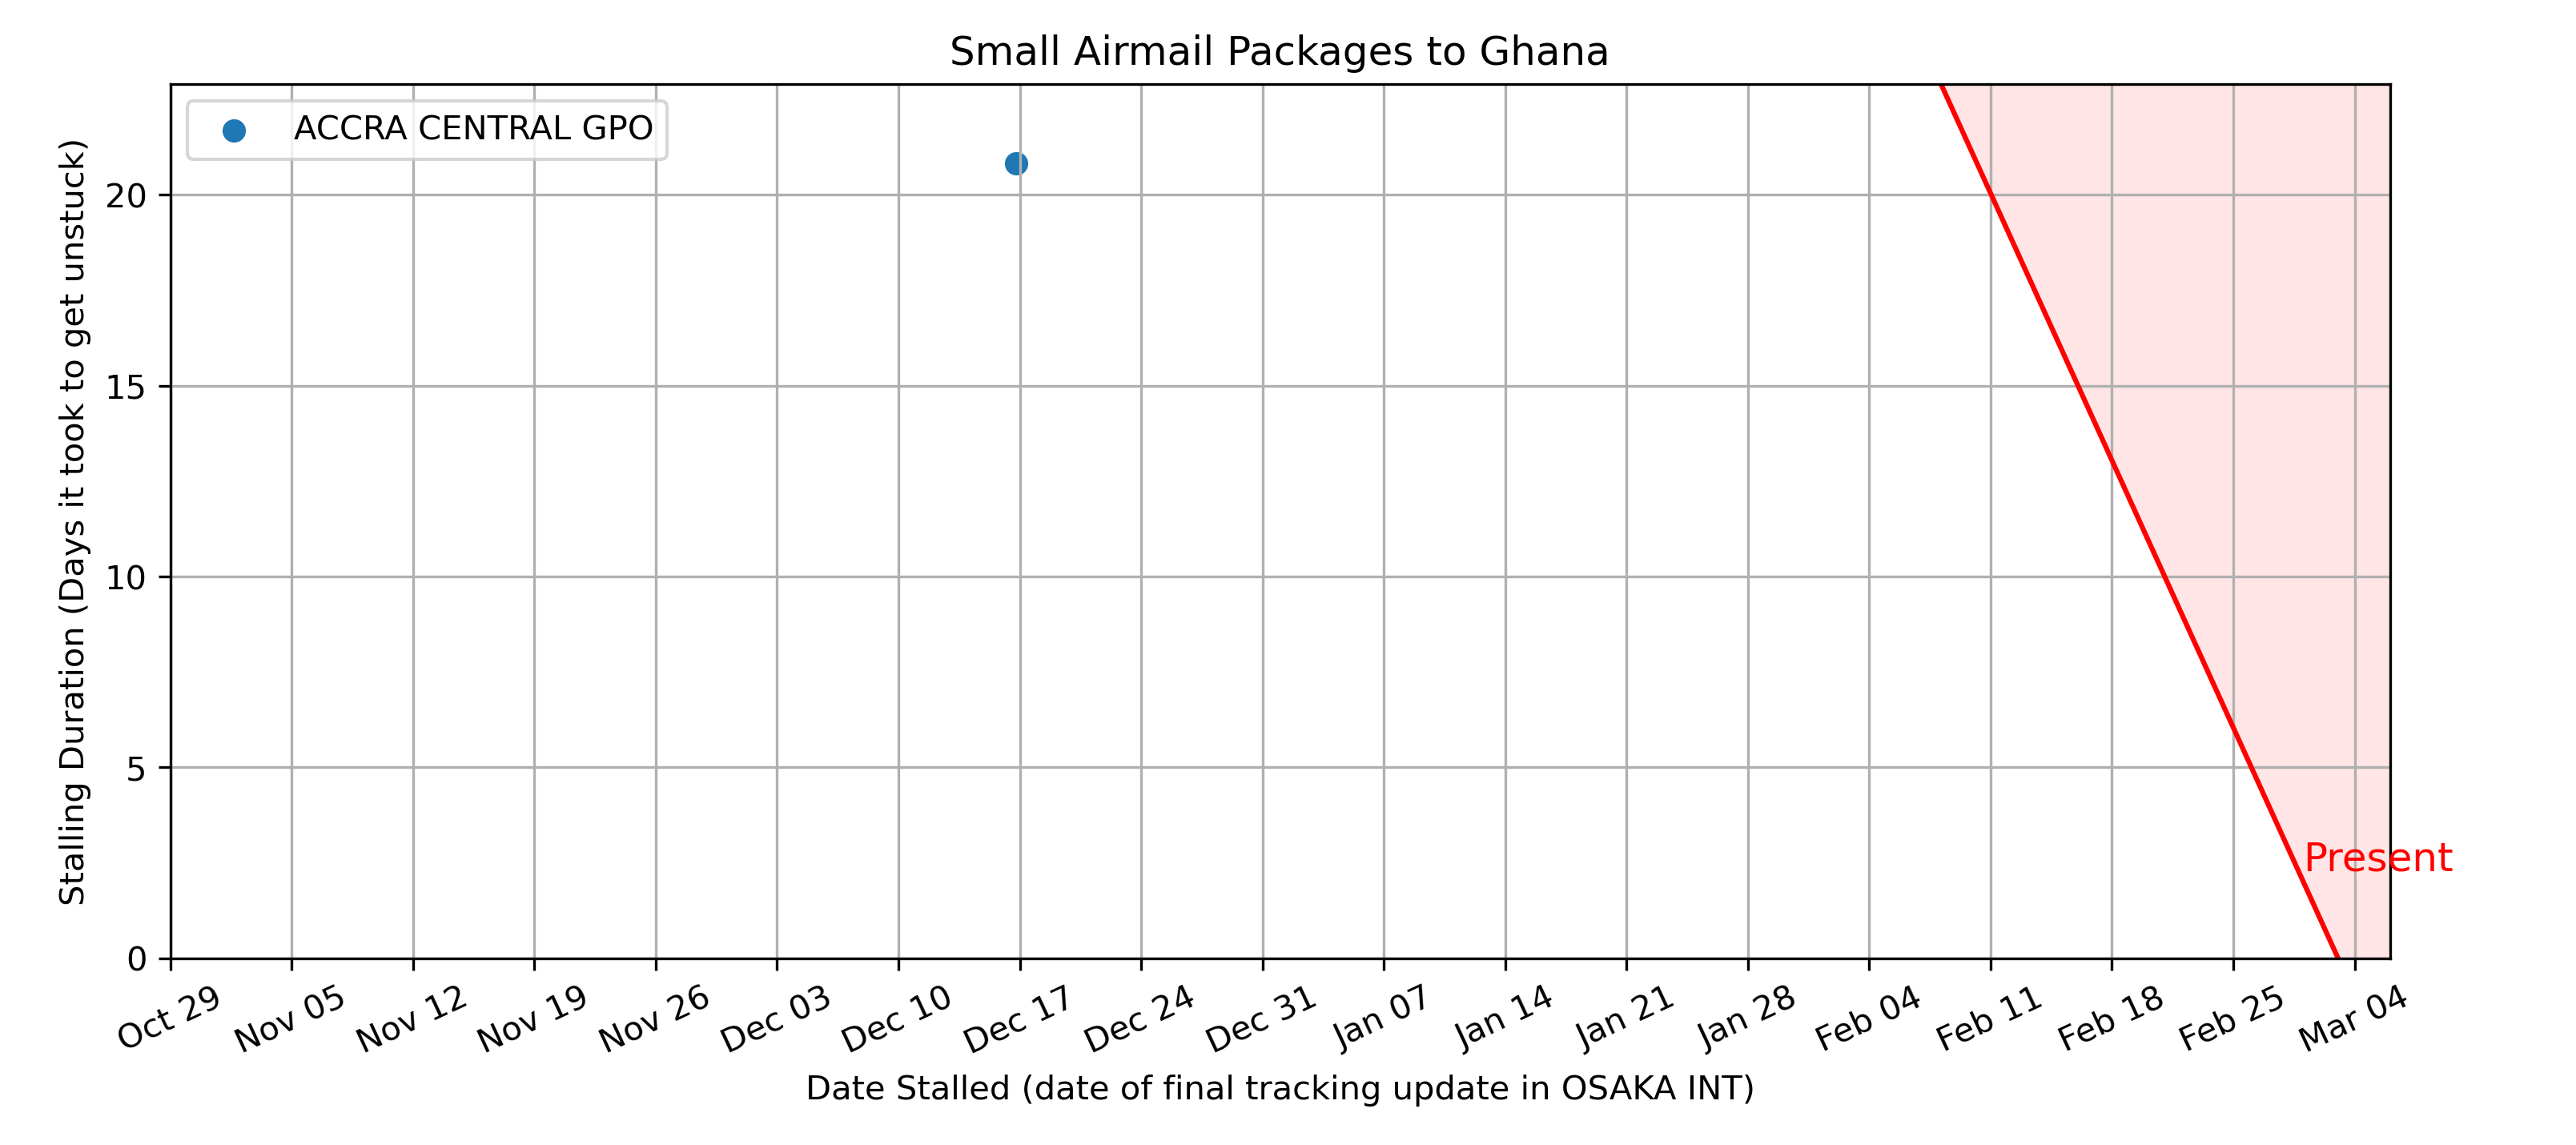 Small Airmail Packages to Ghana
ACCRA CENTRAL GPO
Stalling Duration (Days it took to get unstuck)
20
15
10
5
0
Present
Oct 29
Nov 05
Nov 12
Nov 19
Nov 26
Dec 03
Dec 10
Dec 17
Dec 24
Dec 31
Jan 07
Jan 14
Jan 21
Jan 28
Feb 04
Feb 11
Feb 18
Feb 25
Mar 04
Date Stalled (date of final tracking update in OSAKA INT)